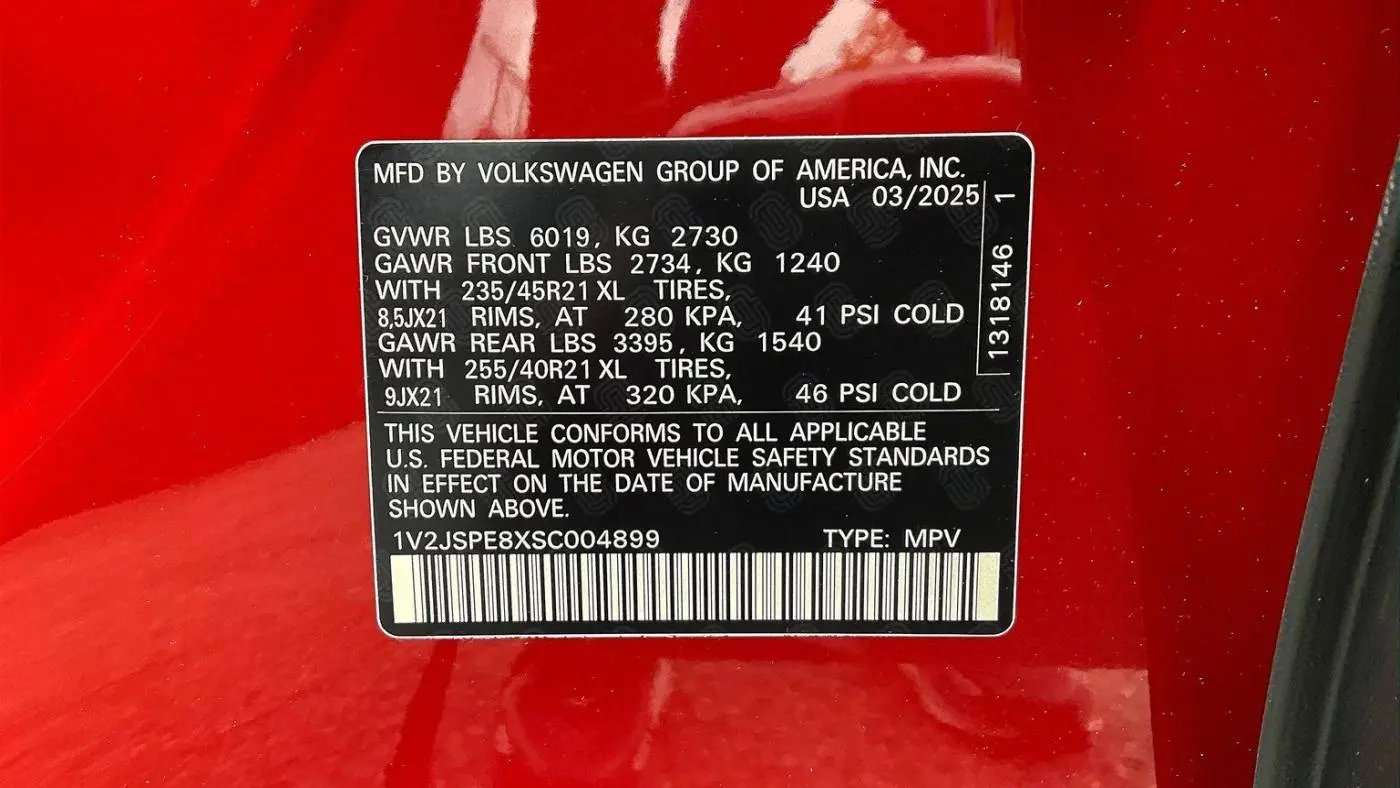 MFD BY VOLKSWAGEN GROUP OF AMERICA, INC.
USA 03/2025
GVWR LBS 6019, KG 2730
GAWR FRONT LBS 2734, KG 1240
WITH 235/45R21 XL TIRES,
8,5JX21 RIMS, AT 280 KPA, 41 PSI COLD
GAWR REAR LBS 3395, KG 1540
WITH 255/40R21 XL TIRES,
9JX21 RIMS, AT 320 KPA, 46 PSI COLD
THIS VEHICLE CONFORMS TO ALL APPLICABLE
U.S. FEDERAL MOTOR VEHICLE SAFETY STANDARDS
IN EFFECT ON THE DATE OF MANUFACTURE
SHOWN ABOVE.
1V2JSPE8XSC004899 TYPE: MPV
1318146 1